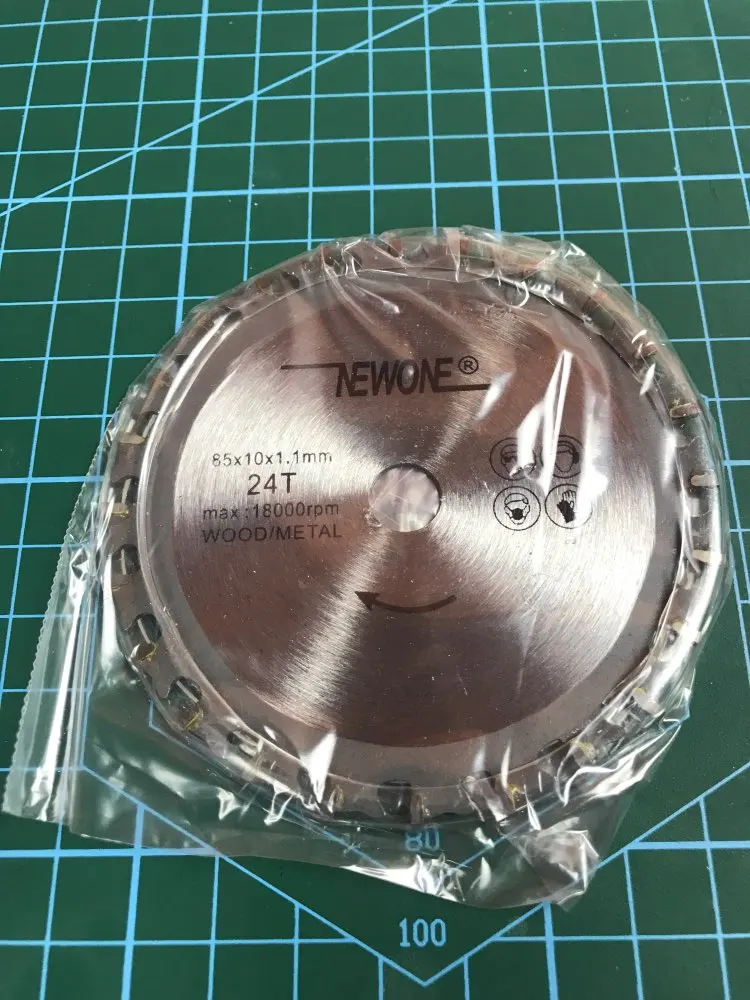 NEWONE®
85x10x1.1mm
24T
max:18000rpm
WOOD/METAL
80
100